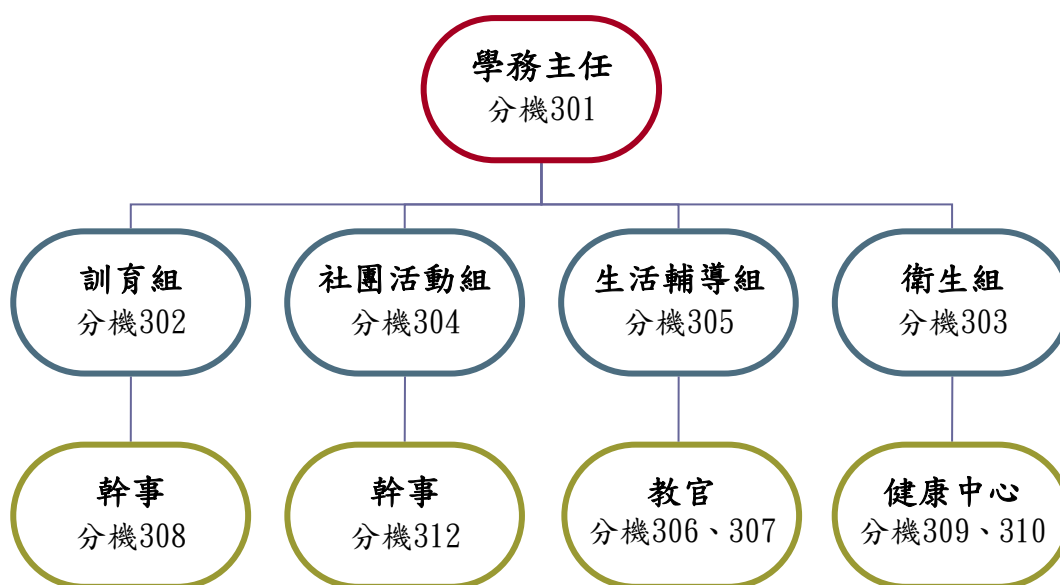 學務主任
分機301
訓育組
分機302
社團活動組
分機304
生活輔導組
分機305
衛生組
分機303
幹事
分機308
幹事
分機312
教官
分機306、307
健康中心
分機309、310